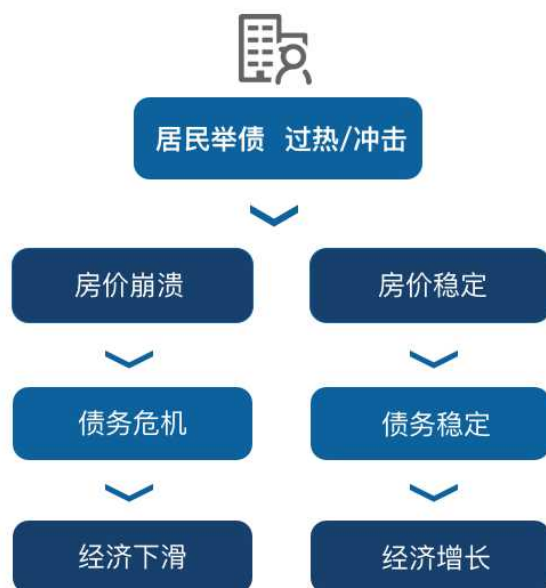 居民举债 过热/冲击
房价崩溃
房价稳定
债务危机
债务稳定
经济下滑
经济增长